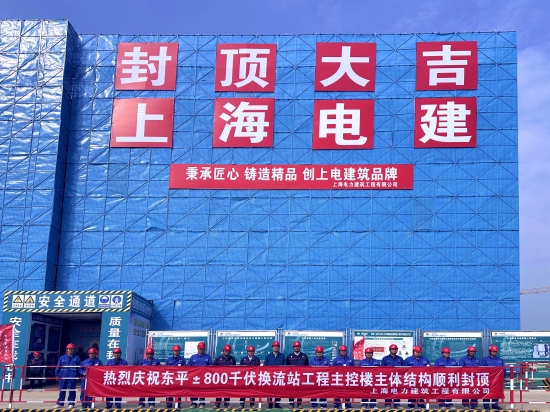 封顶大吉
上海电建
秉承匠心 铸造精品 创上电建筑品牌
上海电力建筑工程有限公司
安全通道
质量在我
热烈庆祝东平±800千伏换流站工程主控楼主体结构顺利封顶
上海电力建筑工程有限公司